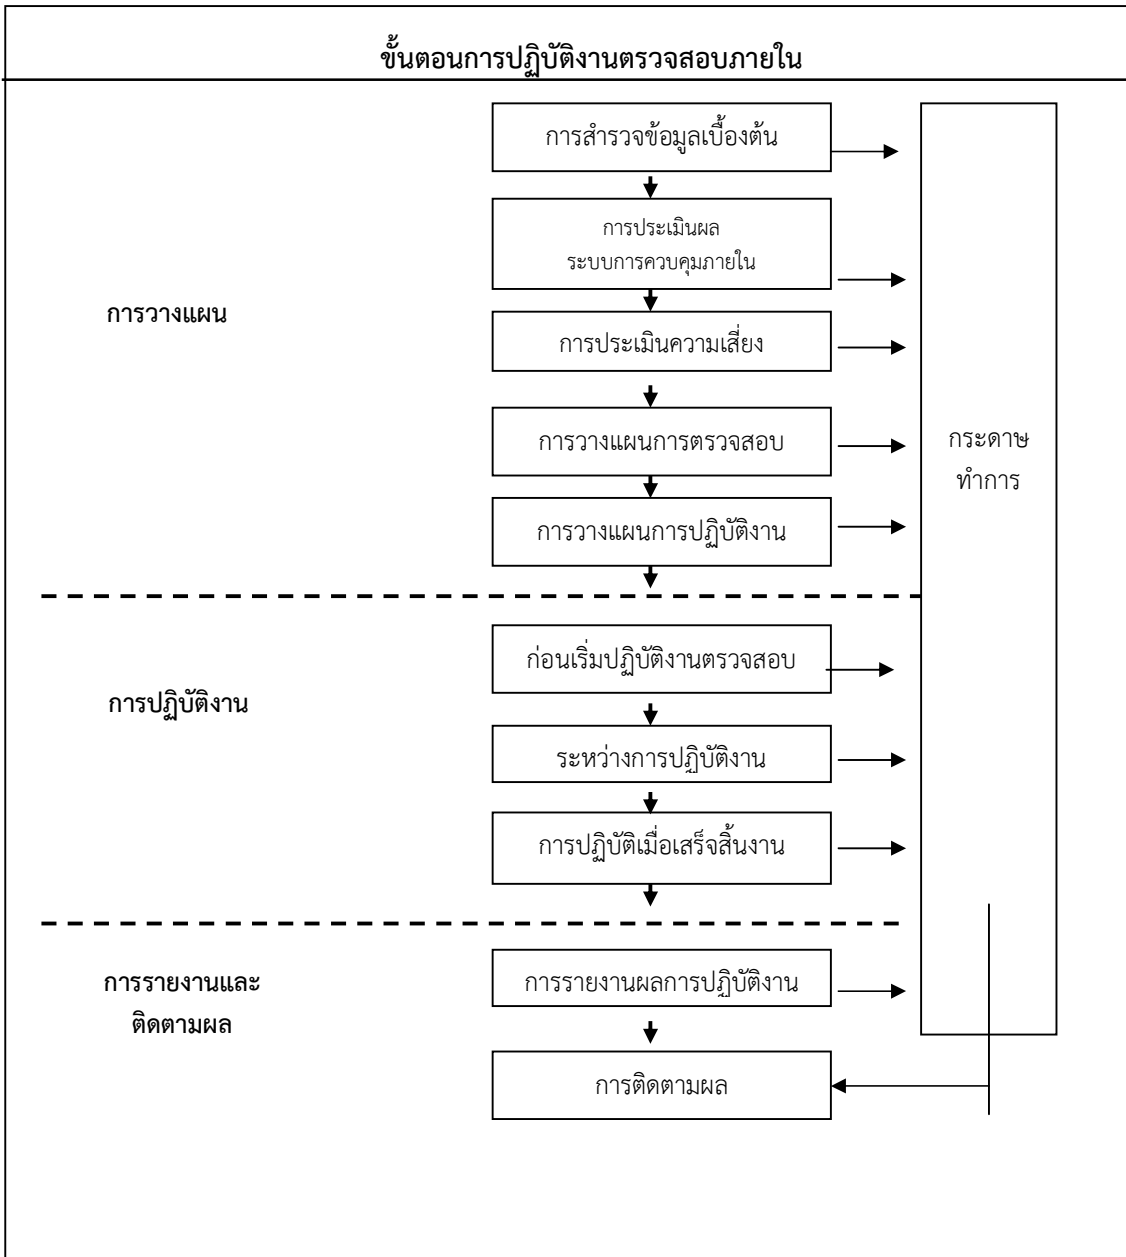 ขั้นตอนการปฏิบัติงานตรวจสอบภายใน
การสำรวจข้อมูลเบื้องต้น
การประเมินผล
ระบบการควบคุมภายใน
การวางแผน
การประเมินความเสี่ยง
การวางแผนการตรวจสอบ
กระดาษ
ทำการ
การวางแผนการปฏิบัติงาน
ก่อนเริ่มปฏิบัติงานตรวจสอบ
การปฏิบัติงาน
ระหว่างการปฏิบัติงาน
การปฏิบัติเมื่อเสร็จสิ้นงาน
การรายงานและ
ติดตามผล
การรายงานผลการปฏิบัติงาน
การติดตามผล